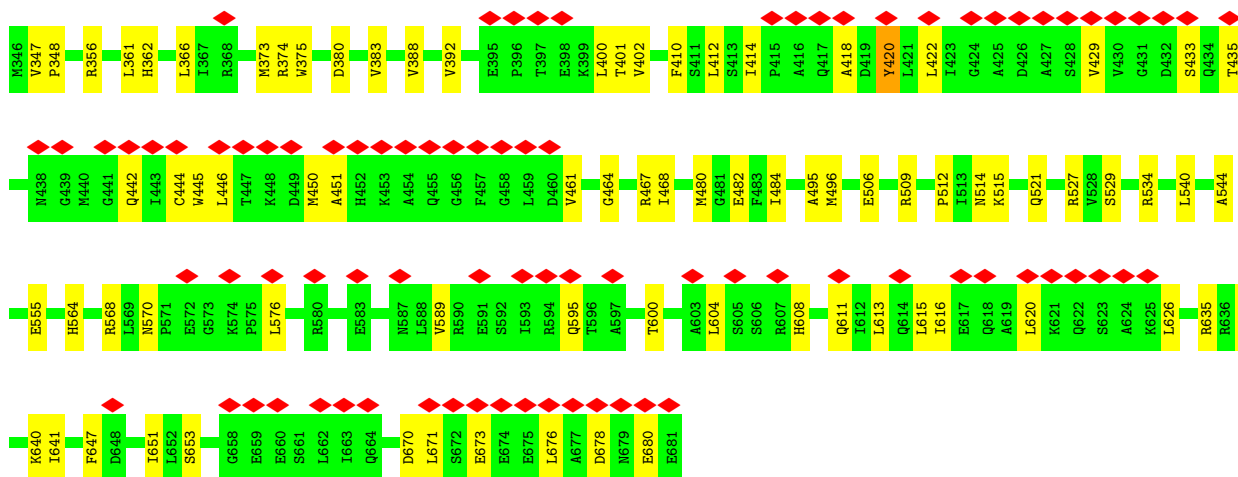 M346 V347 P348 R356 L361 H362 L366 I367 R368 M373 R374 W375 D380 V383 V388 V392 E395 P396 T397 E398 K399 L400 T401 V402 F410 S411 L412 S413 I414 P415 A416 Q417 A418 D419 Y420 L421 L422 I423 G424 A425 D426 A427 S428 V429 V430 G431 D432 S433 Q434 T435
N438 G439 M440 G441 Q442 I443 C444 W445 L446 T447 K448 D449 M450 A451 H452 K453 A454 Q455 G456 F457 G458 L459 D460 V461 G464 R467 I468 M480 G481 E482 F483 I484 A495 M496 E506 R509 P512 I513 N514 K515 Q521 R527 V528 S529 R534 L540 A544
E555 H564 R568 L569 N570 P571 E572 G573 K574 P575 L576 R580 E583 N587 L588 V589 R590 E591 S592 I593 R594 Q595 T596 A597 T600 A603 L604 S605 S606 R607 H608 Q611 I612 L613 Q614 L615 I616 E617 Q618 A619 L620 K621 Q622 S623 A624 K625 L626 R635 R636
K640 I641 F647 D648 I651 L652 S653 G658 E659 E660 S661 L662 I663 Q664 D670 L671 S672 E673 E674 E675 L676 A677 D678 N679 E680 E681